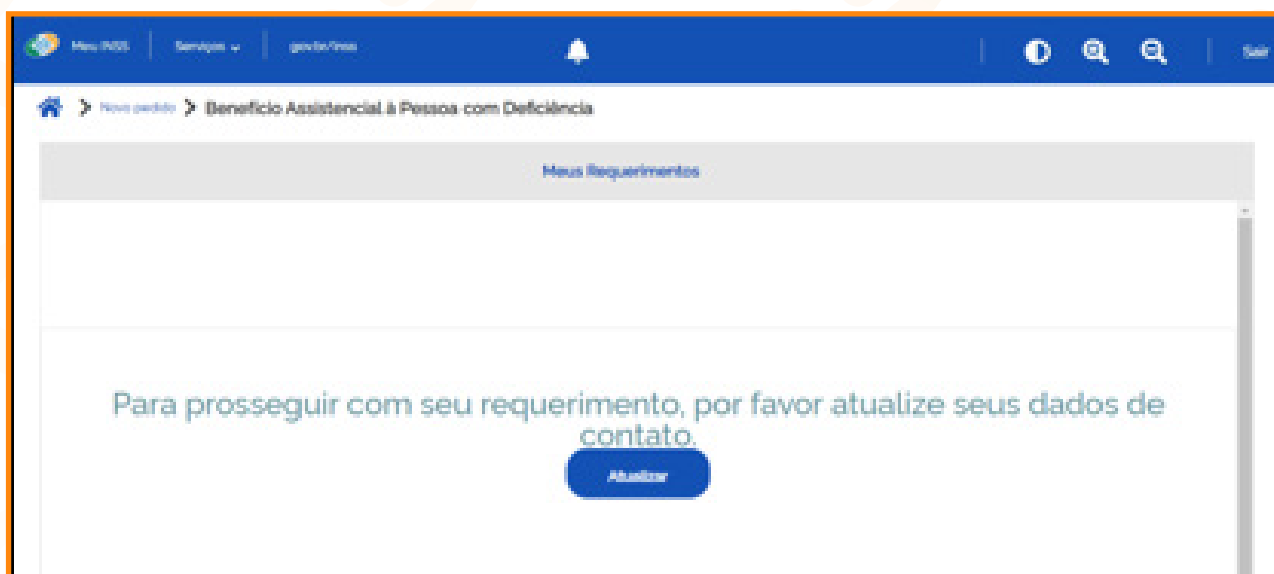 Meu INSS Serviços gov.br/inss Sair
Novo pedido Benefício Assistencial à Pessoa com Deficiência
Meus Requerimentos
Para prosseguir com seu requerimento, por favor atualize seus dados de
contato.
Atualizar